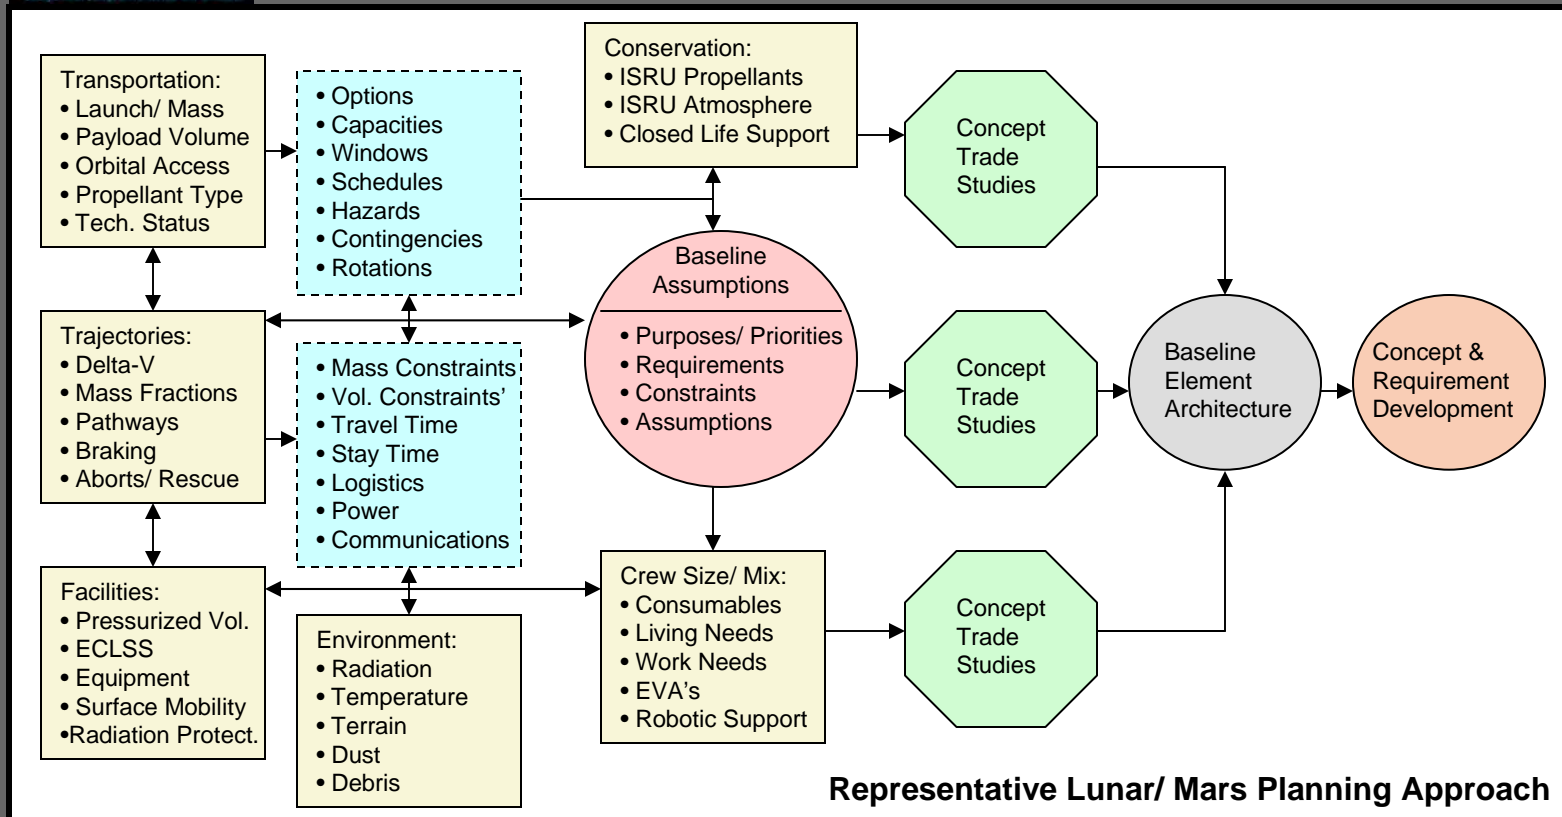 Transportation:
• Launch/ Mass
• Payload Volume
• Orbital Access
• Propellant Type
• Tech. Status
• Options
• Capacities
• Windows
• Schedules
• Hazards
• Contingencies
• Rotations
Conservation:
• ISRU Propellants
• ISRU Atmosphere
• Closed Life Support
Concept
Trade
Studies
Trajectories:
• Delta-V
• Mass Fractions
• Pathways
• Braking
• Aborts/ Rescue
• Mass Constraints
• Vol. Constraints’
• Travel Time
• Stay Time
• Logistics
• Power
• Communications
Baseline
Assumptions
• Purposes/ Priorities
• Requirements
• Constraints
• Assumptions
Concept
Trade
Studies
Baseline
Element
Architecture
Concept &
Requirement
Development
Facilities:
• Pressurized Vol.
• ECLSS
• Equipment
• Surface Mobility
•Radiation Protect.
Environment:
• Radiation
• Temperature
• Terrain
• Dust
• Debris
Crew Size/ Mix:
• Consumables
• Living Needs
• Work Needs
• EVA’s
• Robotic Support
Concept
Trade
Studies
Representative Lunar/ Mars Planning Approach